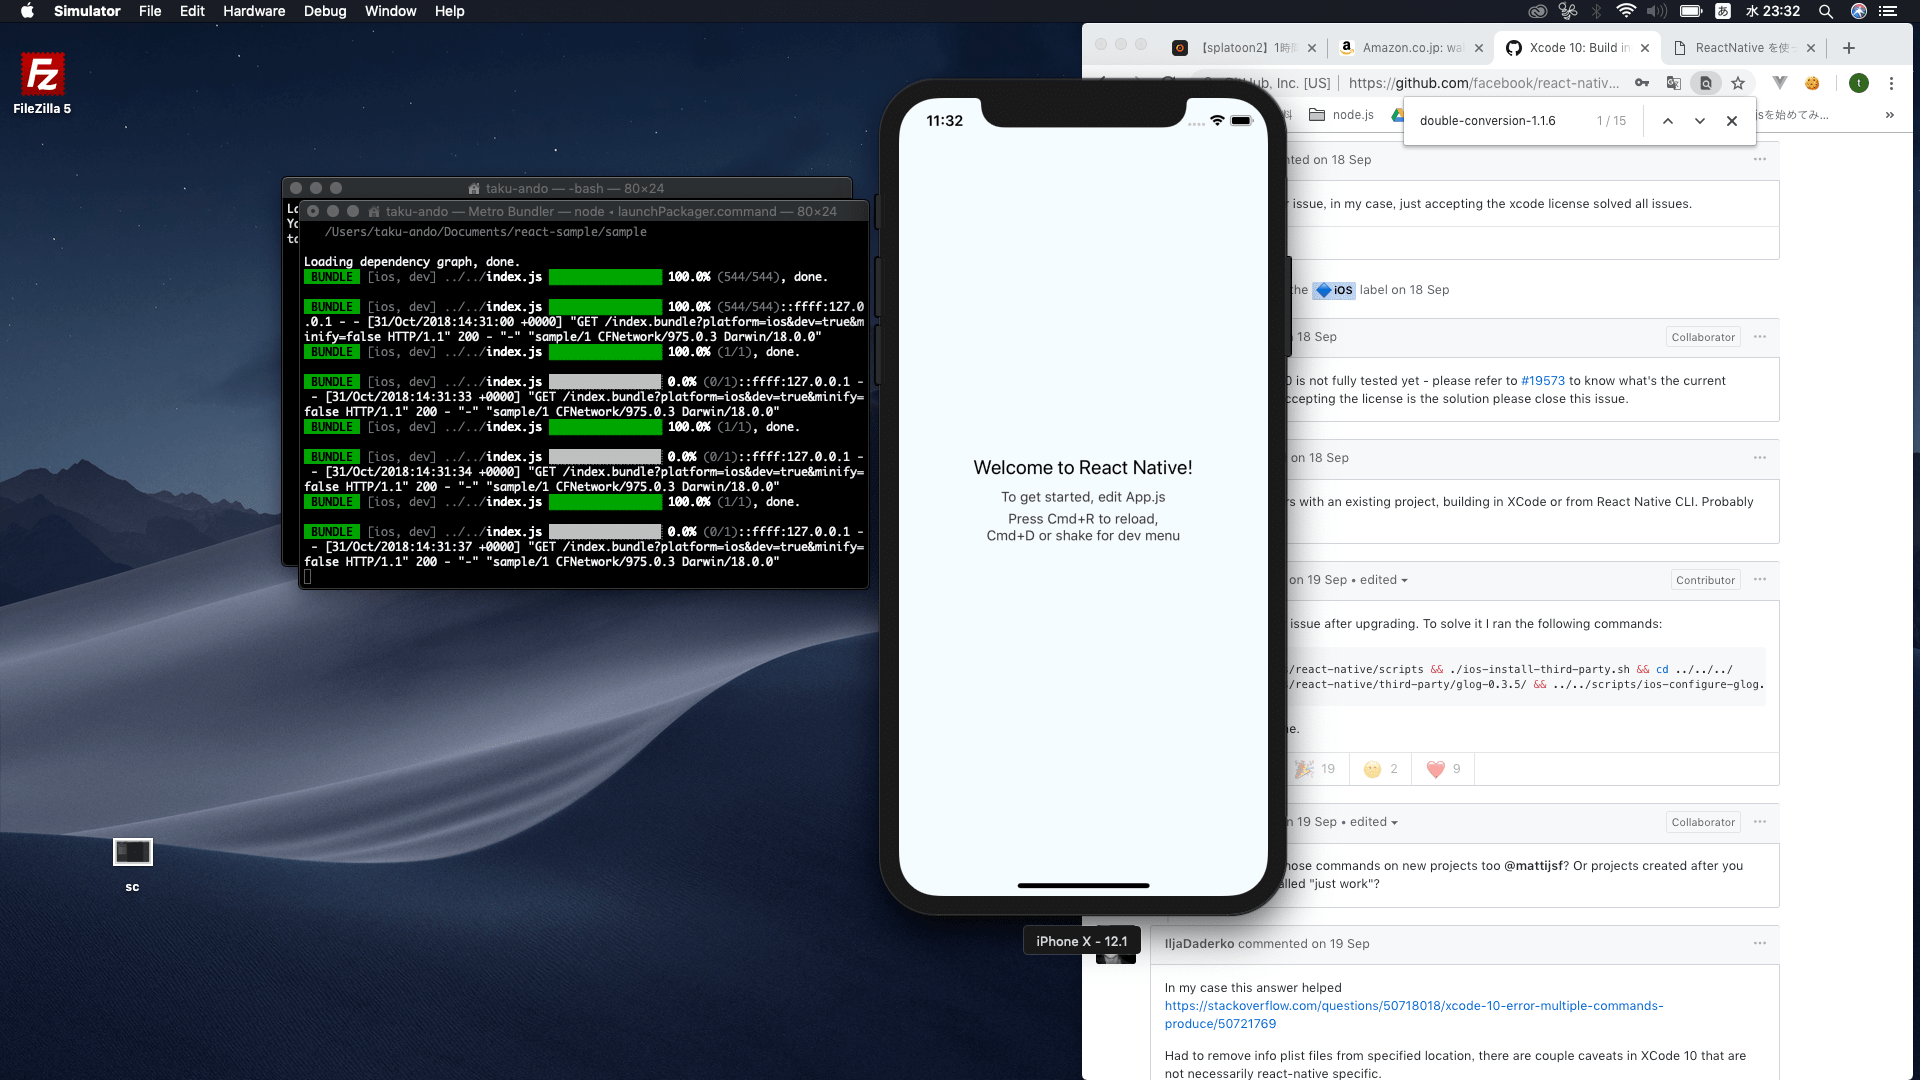 Simulator File Edit Hardware Debug Window Help
あ 水 23:32
FileZilla 5
sc
taku-ando — -bash — 80×24
taku-ando — Metro Bundler — node ◂ launchPackager.command — 80×24
/Users/taku-ando/Documents/react-sample/sample
Loading dependency graph, done.
BUNDLE [ios, dev] ../../index.js 100.0% (544/544), done.
BUNDLE [ios, dev] ../../index.js 100.0% (544/544)::ffff:127.0
.0.1 - - [31/Oct/2018:14:31:00 +0000] "GET /index.bundle?platform=ios&dev=true&m
inify=false HTTP/1.1" 200 - "-" "sample/1 CFNetwork/975.0.3 Darwin/18.0.0"
BUNDLE [ios, dev] ../../index.js 100.0% (1/1), done.
BUNDLE [ios, dev] ../../index.js 0.0% (0/1)::ffff:127.0.0.1 -
- [31/Oct/2018:14:31:33 +0000] "GET /index.bundle?platform=ios&dev=true&minify=
false HTTP/1.1" 200 - "-" "sample/1 CFNetwork/975.0.3 Darwin/18.0.0"
BUNDLE [ios, dev] ../../index.js 100.0% (1/1), done.
BUNDLE [ios, dev] ../../index.js 0.0% (0/1)::ffff:127.0.0.1 -
- [31/Oct/2018:14:31:34 +0000] "GET /index.bundle?platform=ios&dev=true&minify=
false HTTP/1.1" 200 - "-" "sample/1 CFNetwork/975.0.3 Darwin/18.0.0"
BUNDLE [ios, dev] ../../index.js 100.0% (1/1), done.
BUNDLE [ios, dev] ../../index.js 0.0% (0/1)::ffff:127.0.0.1 -
- [31/Oct/2018:14:31:37 +0000] "GET /index.bundle?platform=ios&dev=true&minify=
false HTTP/1.1" 200 - "-" "sample/1 CFNetwork/975.0.3 Darwin/18.0.0"
11:32
Welcome to React Native!
To get started, edit App.js
Press Cmd+R to reload,
Cmd+D or shake for dev menu
iPhone X - 12.1
【splatoon2】1時
Amazon.co.jp: wa
Xcode 10: Build in
ReactNative を使
Inc. [US] https://github.com/facebook/react-nativ...
t
node.js
sを始めてみ...
double-conversion-1.1.6 1 / 15
on 18 Sep
issue, in my case, just accepting the xcode license solved all issues.
the iOS label on 18 Sep
18 Sep Collaborator
is not fully tested yet - please refer to #19573 to know what's the current
accepting the license is the solution please close this issue.
on 18 Sep
with an existing project, building in XCode or from React Native CLI. Probably
on 19 Sep • edited Contributor
issue after upgrading. To solve it I ran the following commands:
/react-native/scripts && ./ios-install-third-party.sh && cd ../../../
/react-native/third-party/glog-0.3.5/ && ../../scripts/ios-configure-glog.
19 2 9
19 Sep • edited Collaborator
those commands on new projects too @mattijsf? Or projects created after you
"just work"?
IljaDaderko commented on 19 Sep
In my case this answer helped
https://stackoverflow.com/questions/50718018/xcode-10-error-multiple-commands-
produce/50721769
Had to remove info plist files from specified location, there are couple caveats in XCode 10 that are
not necessarily react-native specific.